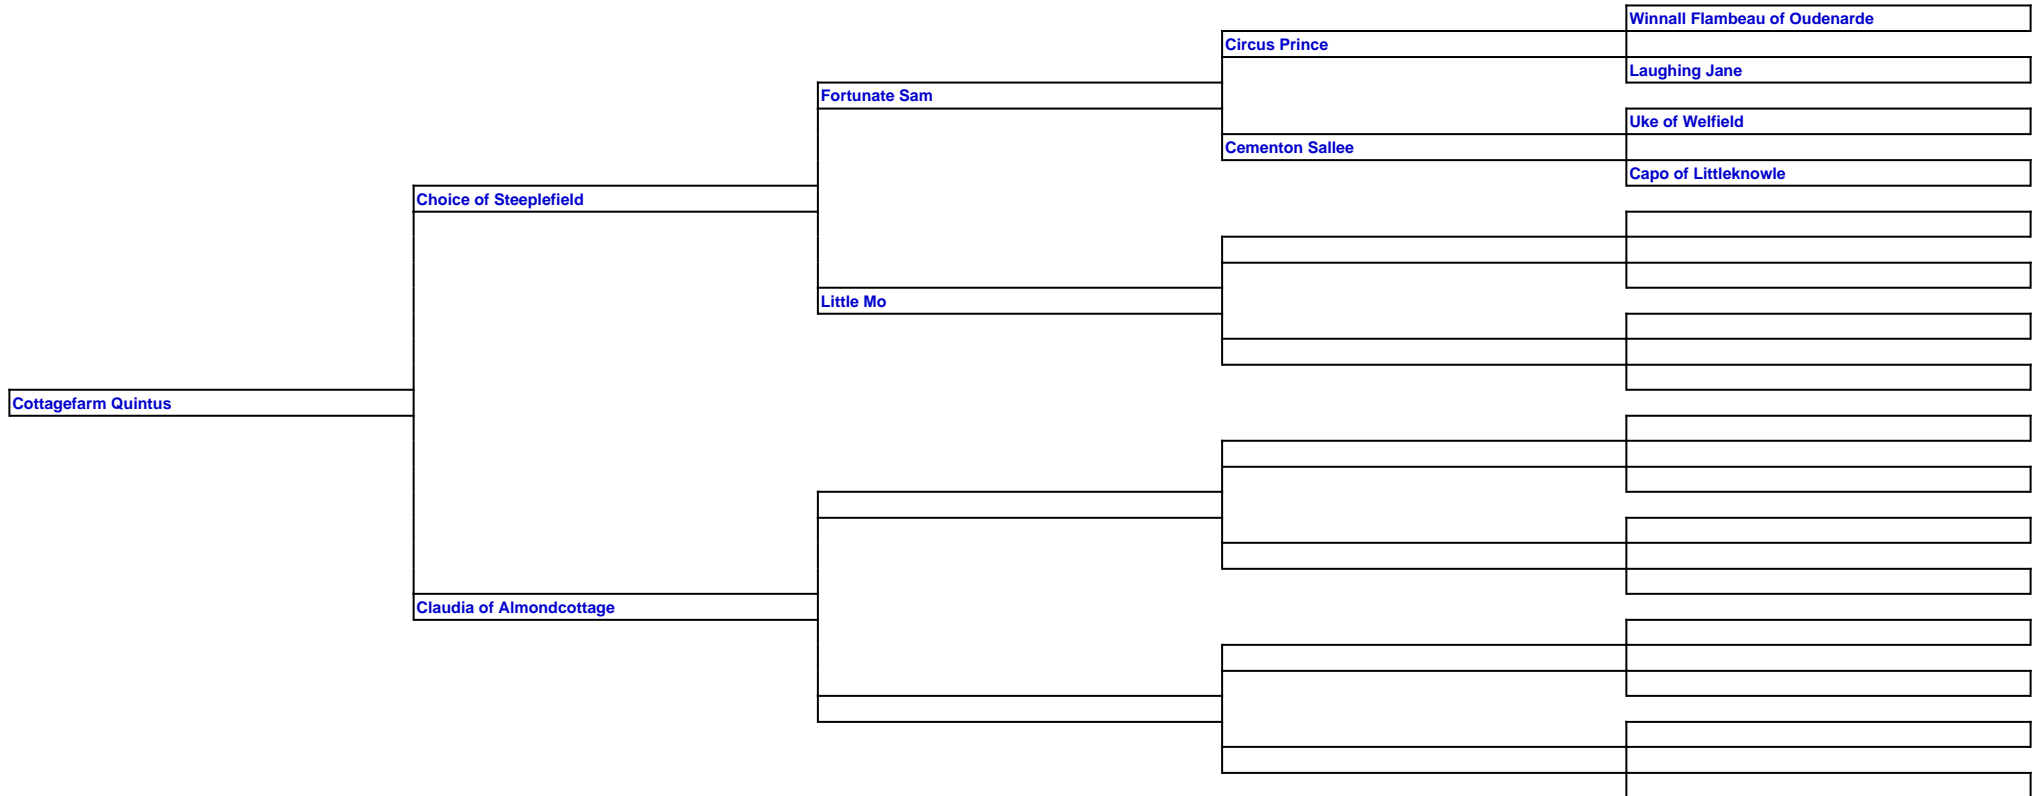 Winnall Flambeau of Oudenarde
Circus Prince
Laughing Jane
Fortunate Sam
Uke of Welfield
Cementon Sallee
Capo of Littleknowle
Choice of Steeplefield
Little Mo
Cottagefarm Quintus
Claudia of Almondcottage